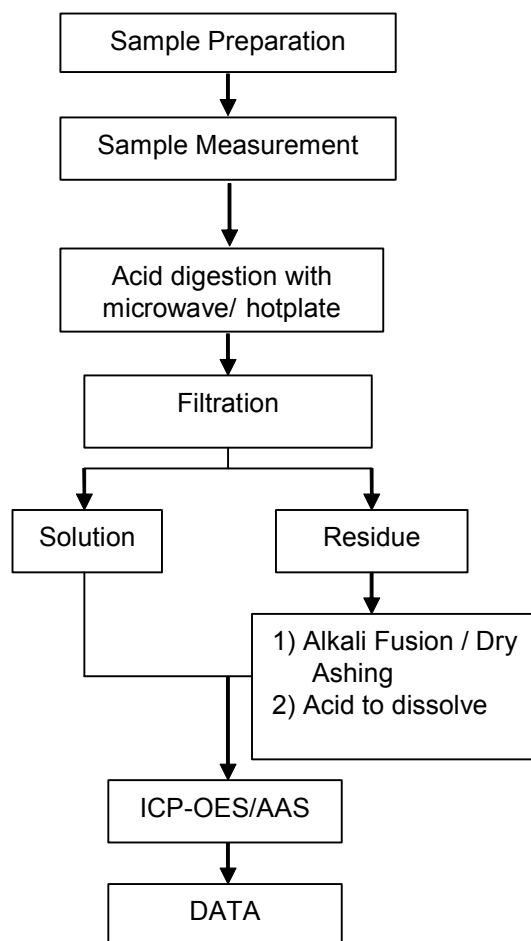 Sample Preparation
Sample Measurement
Acid digestion with
microwave/ hotplate
Filtration
Solution
Residue
1) Alkali Fusion / Dry
Ashing
2) Acid to dissolve
ICP-OES/AAS
DATA